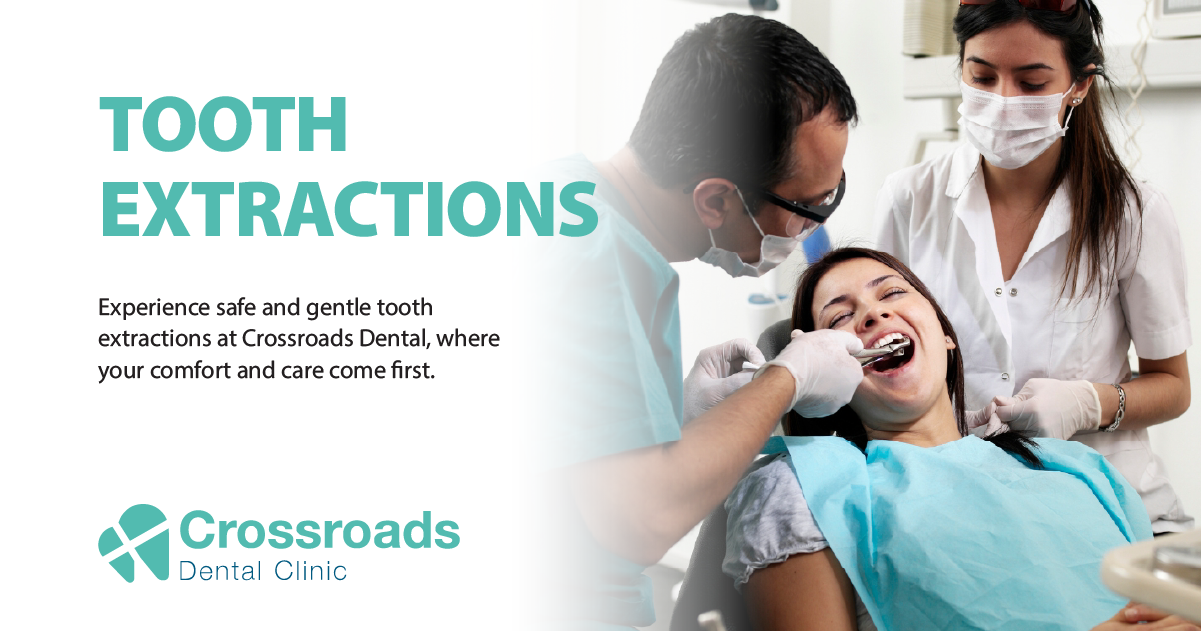 TOOTH
EXTRACTIONS
Experience safe and gentle tooth
extractions at Crossroads Dental, where
your comfort and care come first.
Crossroads
Dental Clinic